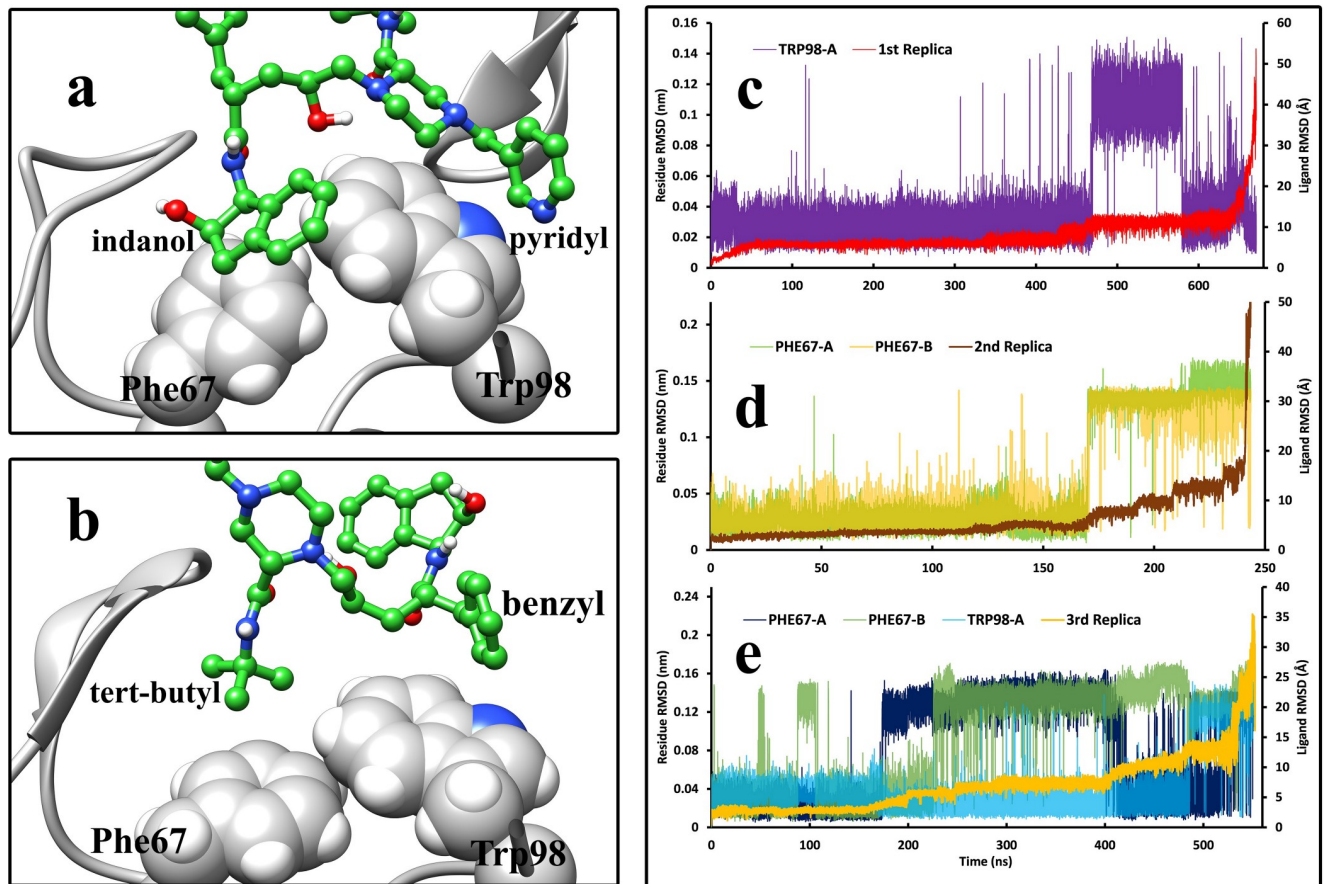 a
indanol
pyridyl
Phe67
Trp98
b
benzyl
tert-butyl
Phe67
Trp98
c
TRP98-A 1st Replica
Residue RMSD (nm)
Ligand RMSD (Å)
0.16
0.14
0.12
0.1
0.08
0.06
0.04
0.02
0
60
50
40
30
20
10
0
0 100 200 300 400 500 600
d
PHE67-A PHE67-B 2nd Replica
Residue RMSD (nm)
Ligand RMSD (Å)
0.2
0.15
0.1
0.05
0
50
40
30
20
10
0
0 50 100 150 200 250
e
PHE67-A PHE67-B TRP98-A 3rd Replica
Residue RMSD (nm)
Ligand RMSD (Å)
0.24
0.2
0.16
0.12
0.08
0.04
0
40
35
30
25
20
15
10
5
0
0 100 200 300 400 500
Time (ns)